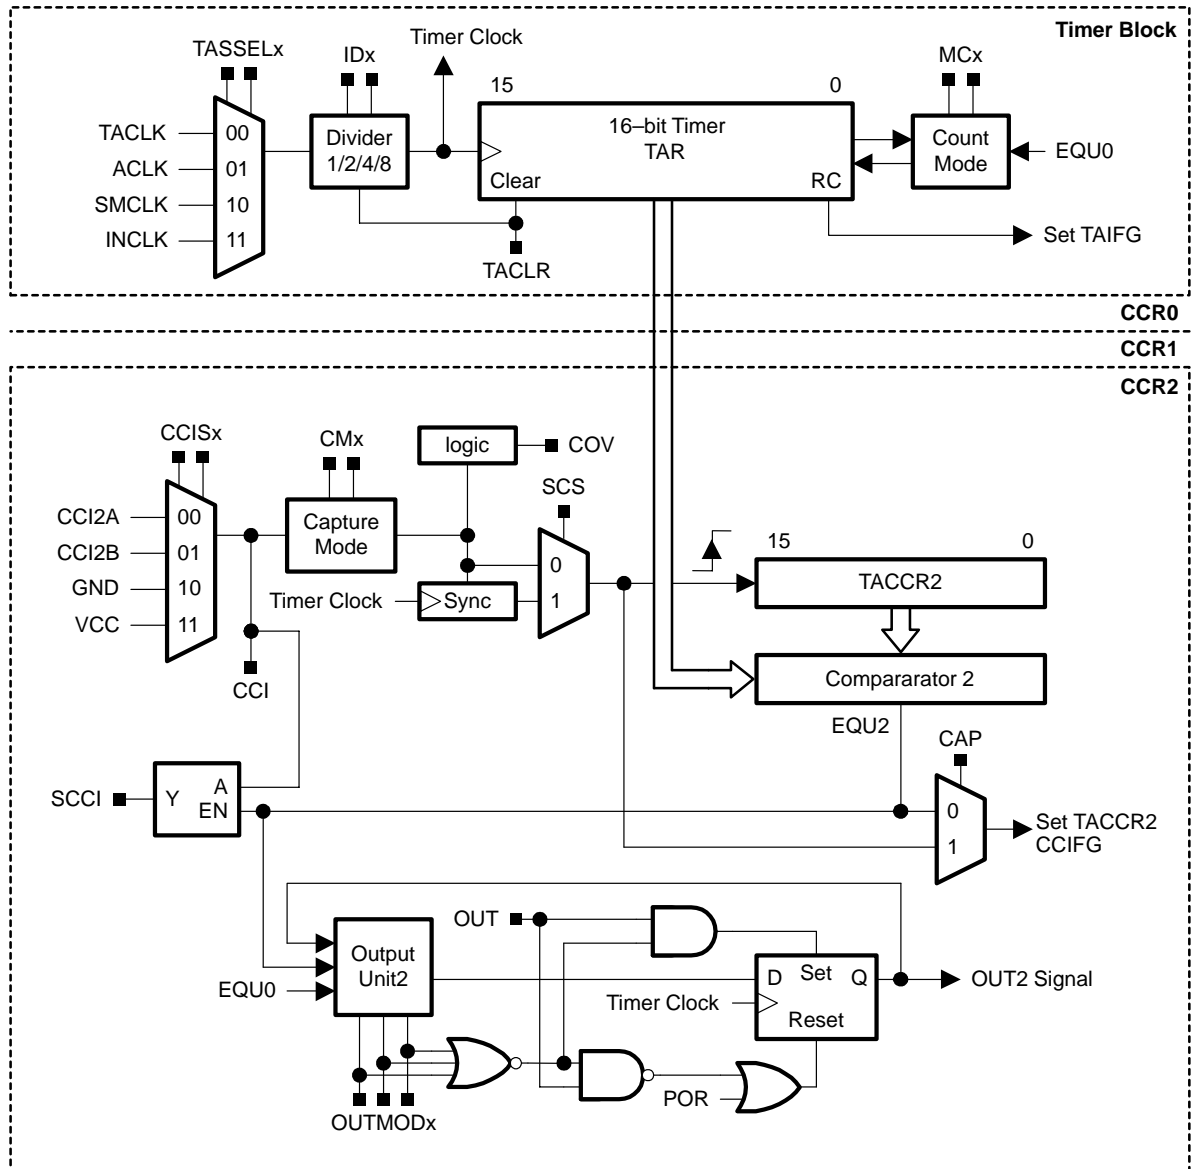 Timer Block
Timer Clock
TASSELx
IDx
MCx
15
0
TACLK
00
ACLK
01
SMCLK
10
INCLK
11
Divider
1/2/4/8
16–bit Timer
TAR
Clear
RC
Count
Mode
EQU0
Set TAIFG
TACLR
CCR0
CCR1
CCR2
CCISx
CMx
logic
COV
SCS
CCI2A
00
CCI2B
01
GND
10
VCC
11
Capture
Mode
0
1
Timer Clock
Sync
15
0
TACCR2
Compararator 2
CCI
EQU2
CAP
SCCI
Y
A
EN
0
1
Set TACCR2
CCIFG
OUT
Output
Unit2
EQU0
D
Set
Q
OUT2 Signal
Timer Clock
Reset
POR
OUTMODx